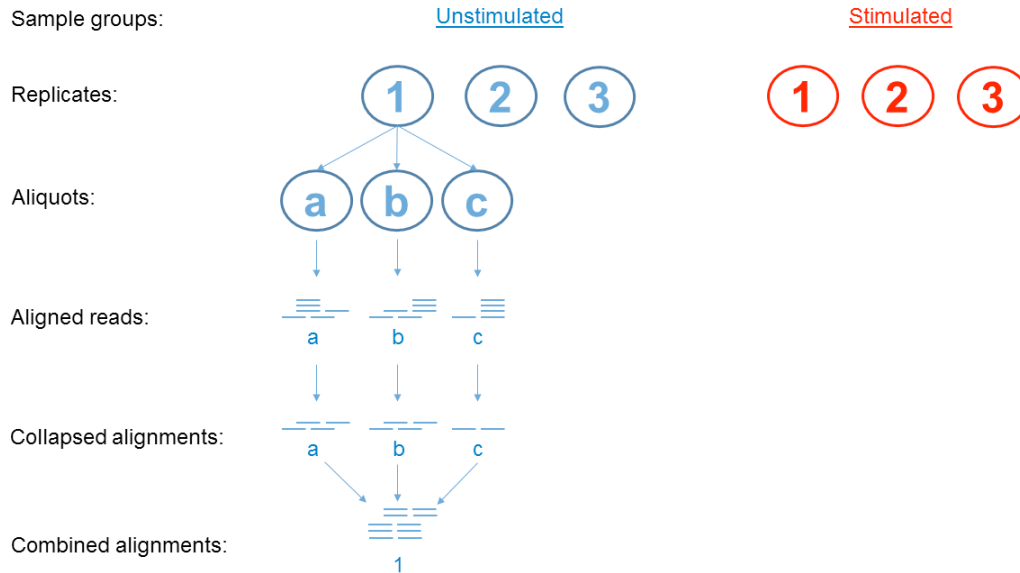 Sample groups: Unstimulated Stimulated
Replicates: 1 2 3 1 2 3
Aliquots: a b c
Aligned reads:
a b c
Collapsed alignments:
a b c
Combined alignments:
1